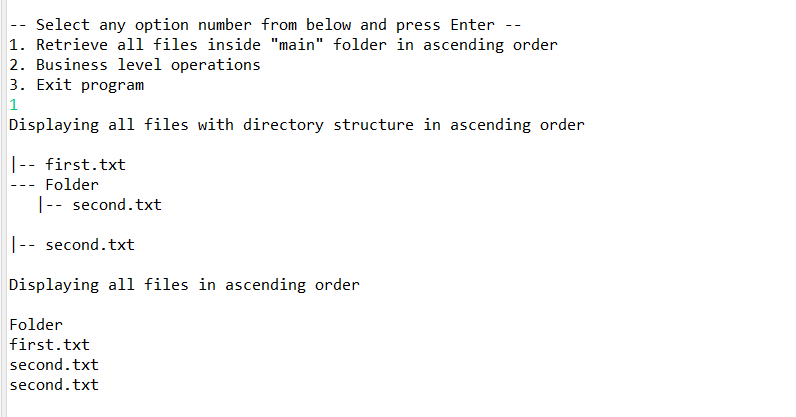 -- Select any option number from below and press Enter --
1. Retrieve all files inside "main" folder in ascending order
2. Business level operations
3. Exit program
1
Displaying all files with directory structure in ascending order
|-- first.txt
--- Folder
|-- second.txt
|-- second.txt
Displaying all files in ascending order
Folder
first.txt
second.txt
second.txt